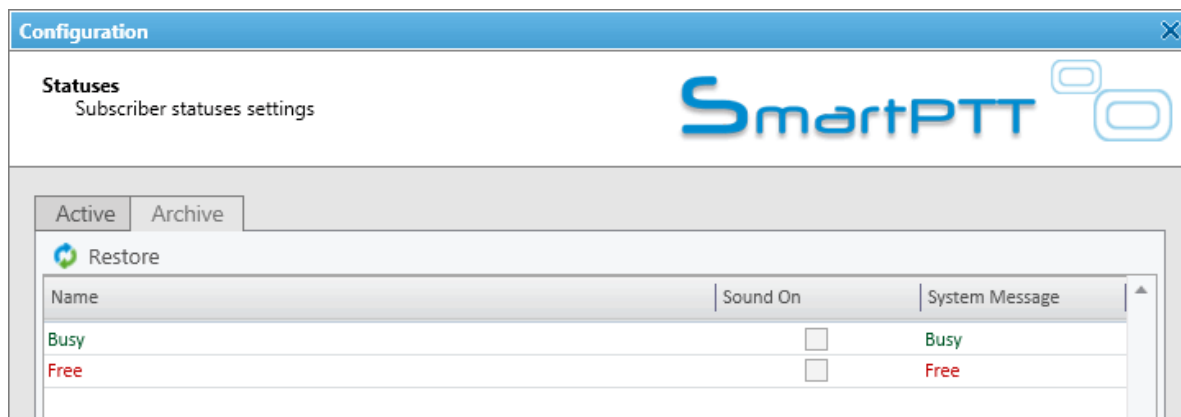 Configuration
Statuses
Subscriber statuses settings
SmartPTT
Active Archive
Restore
Name Sound On System Message
Busy Busy
Free Free